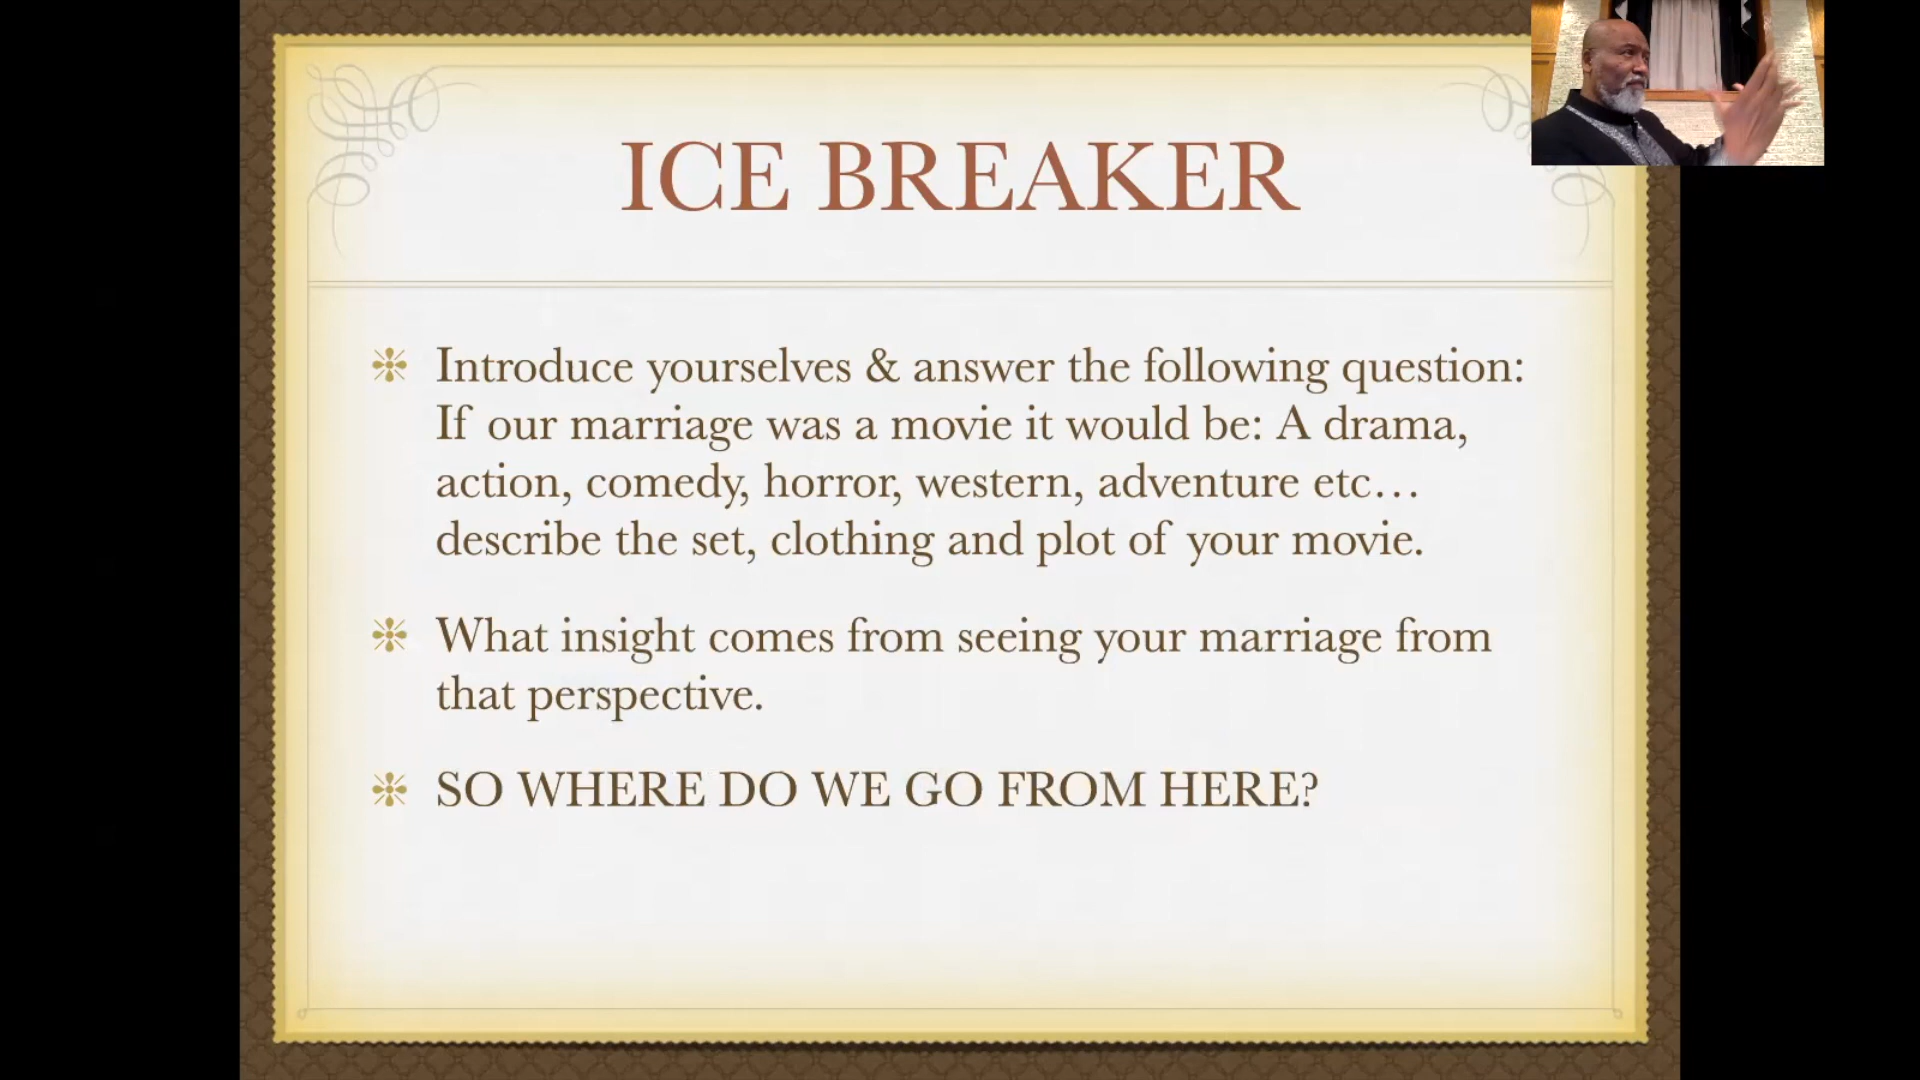 ICE BREAKER
Introduce yourselves & answer the following question:
If our marriage was a movie it would be: A drama,
action, comedy, horror, western, adventure etc…
describe the set, clothing and plot of your movie.
What insight comes from seeing your marriage from
that perspective.
SO WHERE DO WE GO FROM HERE?